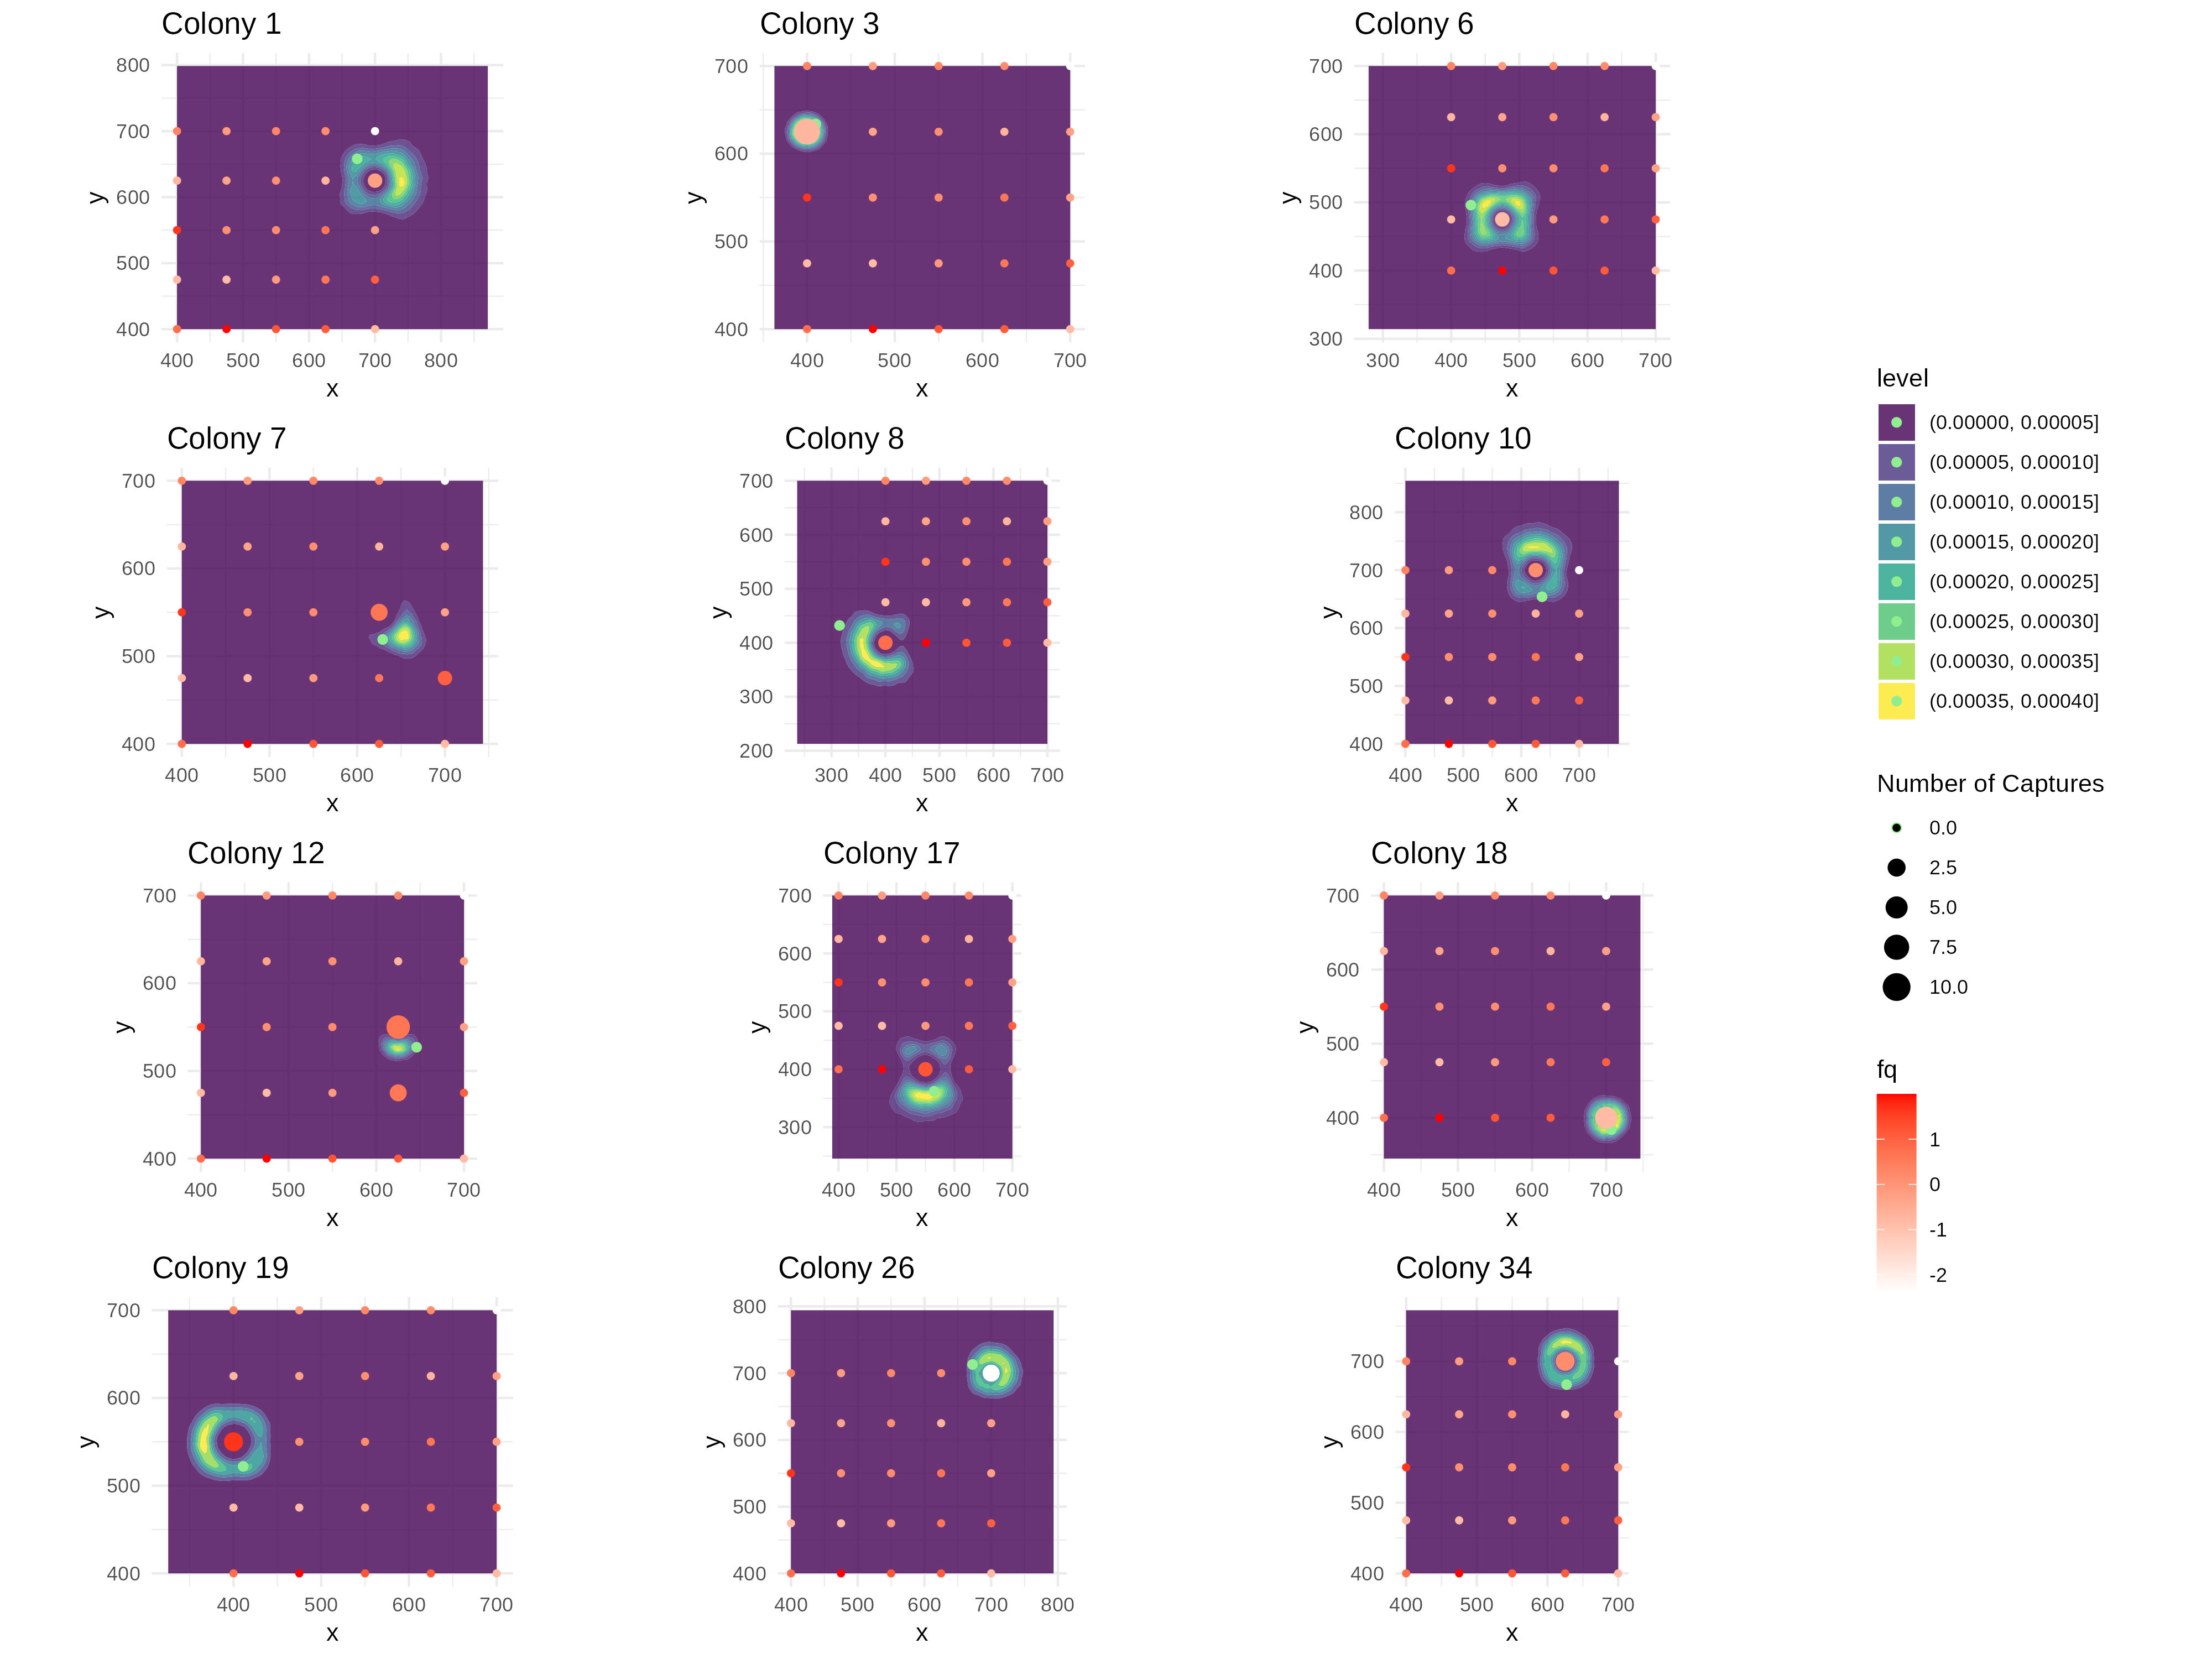 Colony 1
800
700
600
500
400
y
400 500 600 700 800
x
Colony 3
700
600
500
400
y
400 500 600 700
x
Colony 6
700
600
500
400
300
y
300 400 500 600 700
x
Colony 7
700
600
500
400
y
400 500 600 700
x
Colony 8
700
600
500
400
300
200
y
300 400 500 600 700
x
Colony 10
800
700
600
500
400
y
400 500 600 700
x
Colony 12
700
600
500
400
y
400 500 600 700
x
Colony 17
700
600
500
400
300
y
400 500 600 700
x
Colony 18
700
600
500
400
y
400 500 600 700
x
Colony 19
700
600
500
400
y
400 500 600 700
x
Colony 26
800
700
600
500
400
y
400 500 600 700 800
x
Colony 34
700
600
500
400
y
400 500 600 700
x
level
(0.00000, 0.00005]
(0.00005, 0.00010]
(0.00010, 0.00015]
(0.00015, 0.00020]
(0.00020, 0.00025]
(0.00025, 0.00030]
(0.00030, 0.00035]
(0.00035, 0.00040]
Number of Captures
0.0
2.5
5.0
7.5
10.0
fq
1
0
-1
-2